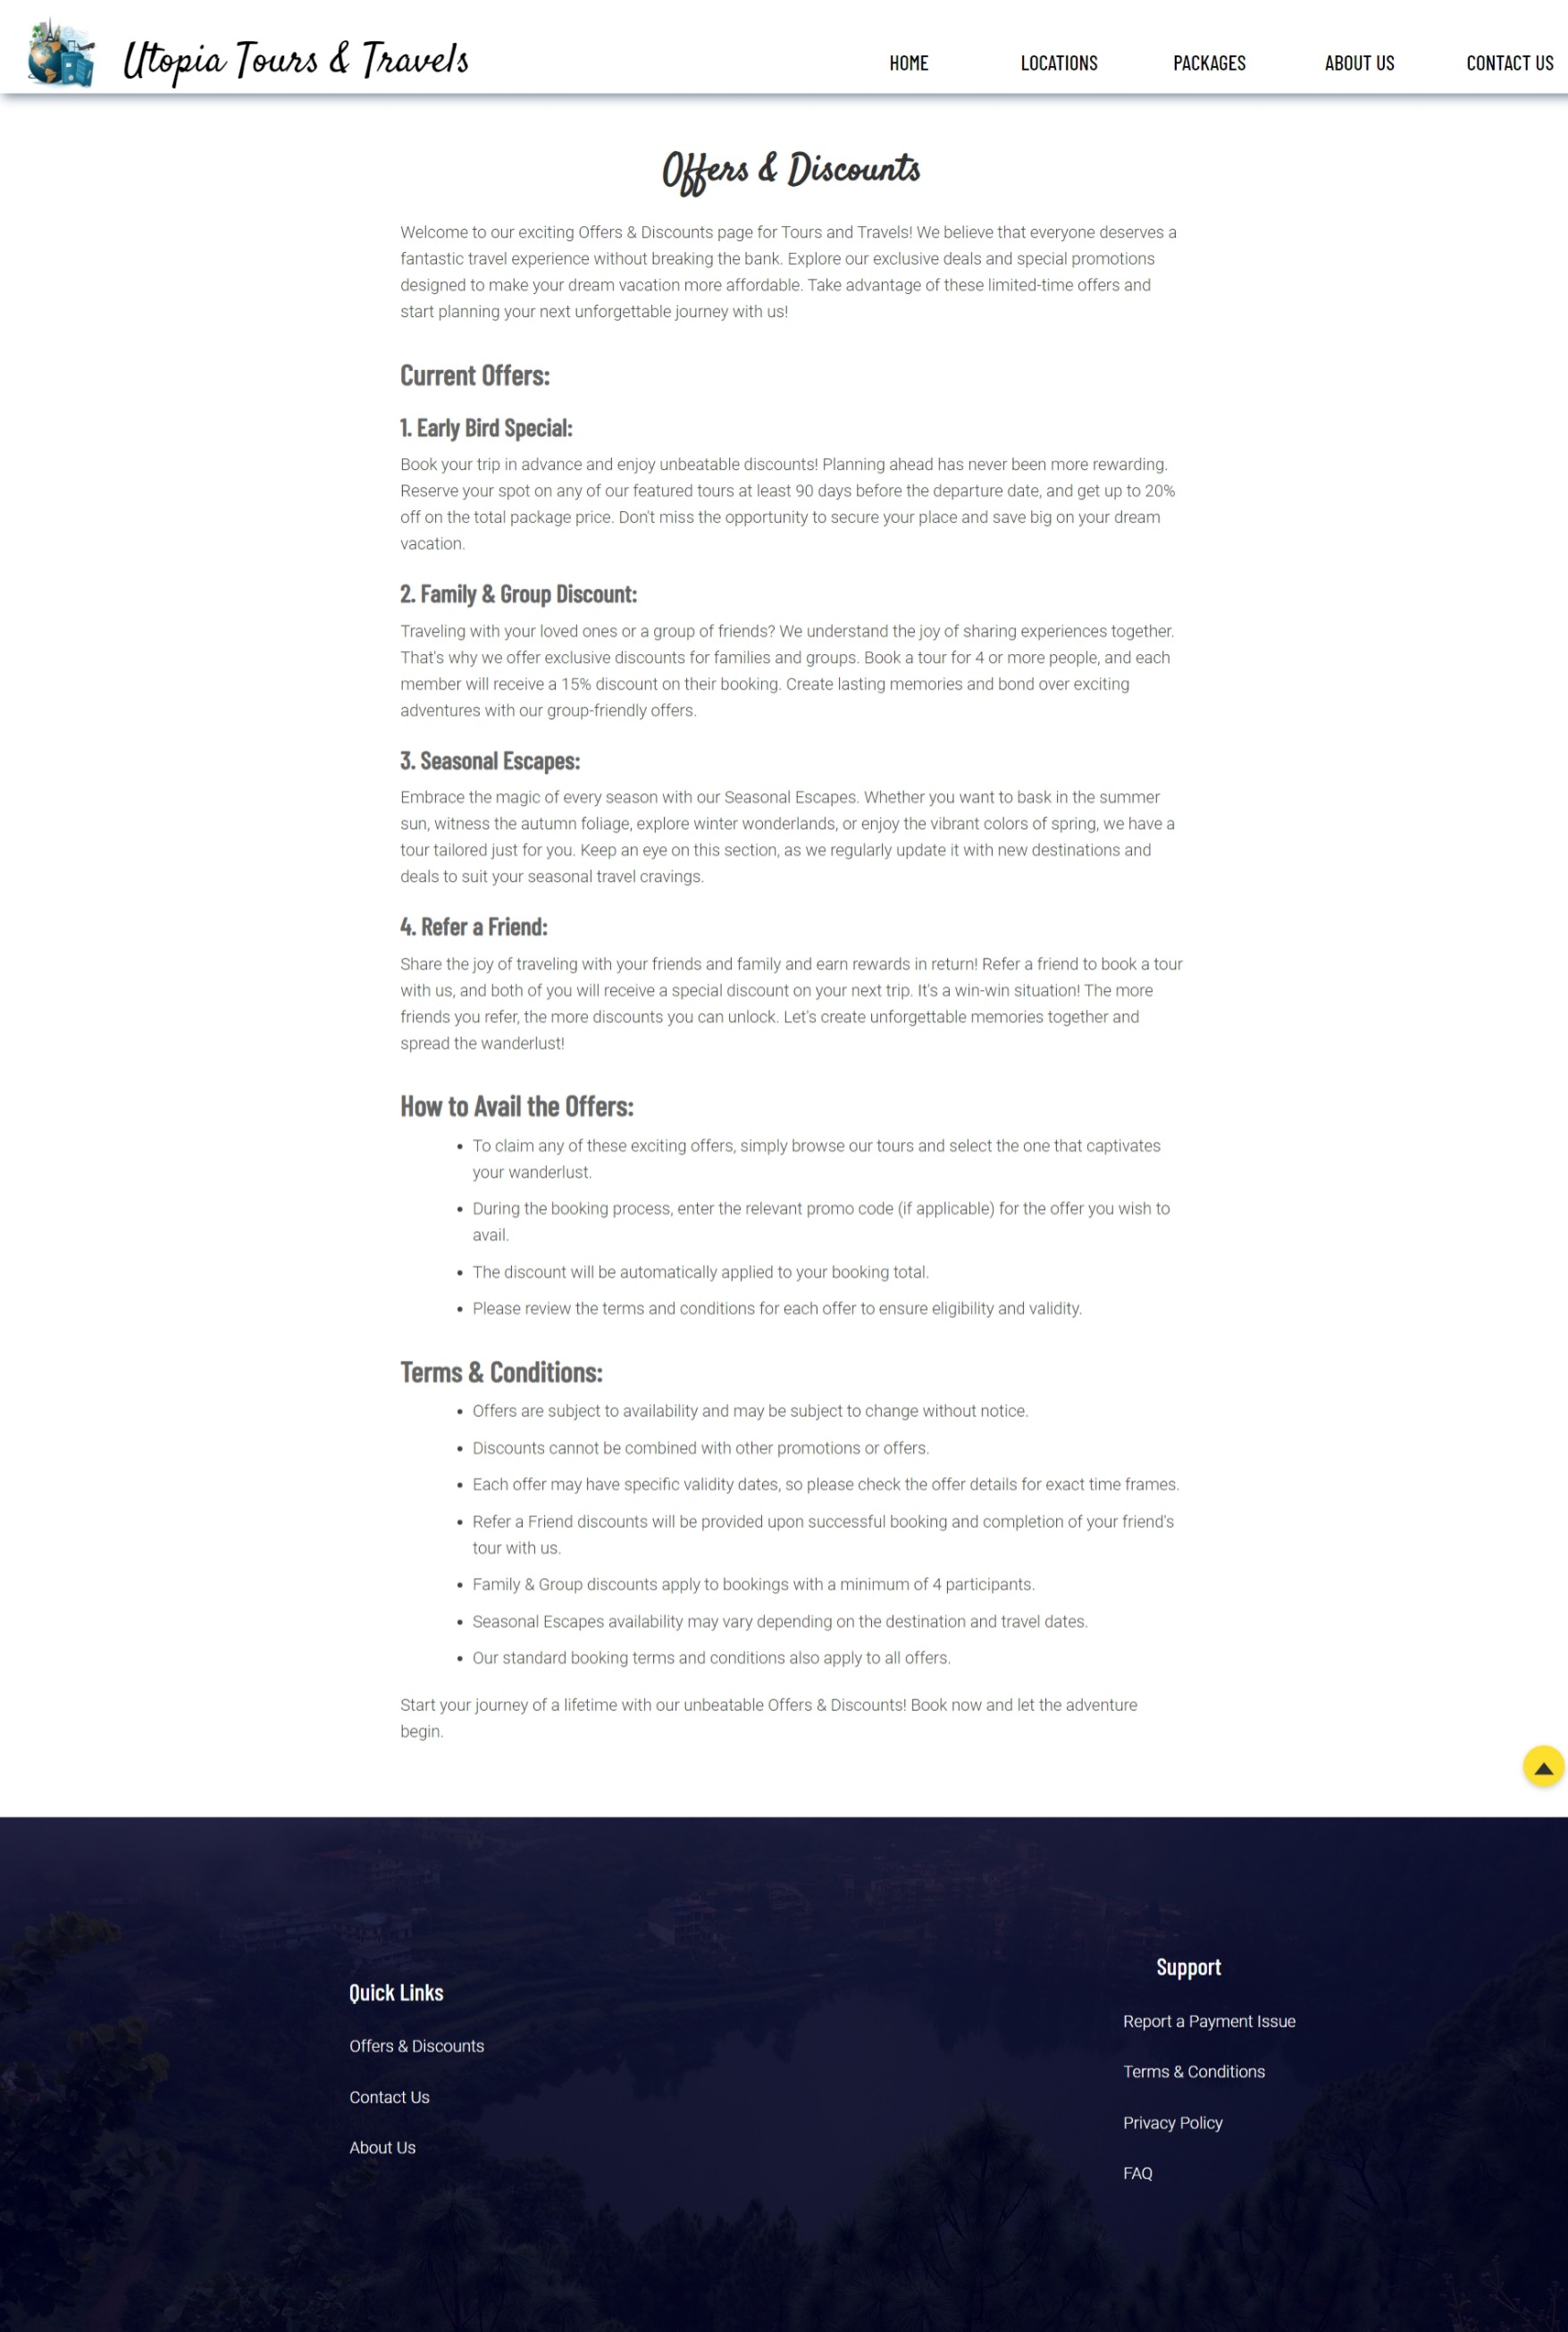 Utopia Tours & Travels
HOME
LOCATIONS
PACKAGES
ABOUT US
CONTACT US
Offers & Discounts
Welcome to our exciting Offers & Discounts page for Tours and Travels! We believe that everyone deserves a
fantastic travel experience without breaking the bank. Explore our exclusive deals and special promotions
designed to make your dream vacation more affordable. Take advantage of these limited-time offers and
start planning your next unforgettable journey with us!
Current Offers:
1. Early Bird Special:
Book your trip in advance and enjoy unbeatable discounts! Planning ahead has never been more rewarding.
Reserve your spot on any of our featured tours at least 90 days before the departure date, and get up to 20%
off on the total package price. Don't miss the opportunity to secure your place and save big on your dream
vacation.
2. Family & Group Discount:
Traveling with your loved ones or a group of friends? We understand the joy of sharing experiences together.
That's why we offer exclusive discounts for families and groups. Book a tour for 4 or more people, and each
member will receive a 15% discount on their booking. Create lasting memories and bond over exciting
adventures with our group-friendly offers.
3. Seasonal Escapes:
Embrace the magic of every season with our Seasonal Escapes. Whether you want to bask in the summer
sun, witness the autumn foliage, explore winter wonderlands, or enjoy the vibrant colors of spring, we have a
tour tailored just for you. Keep an eye on this section, as we regularly update it with new destinations and
deals to suit your seasonal travel cravings.
4. Refer a Friend:
Share the joy of traveling with your friends and family and earn rewards in return! Refer a friend to book a tour
with us, and both of you will receive a special discount on your next trip. It's a win-win situation! The more
friends you refer, the more discounts you can unlock. Let's create unforgettable memories together and
spread the wanderlust!
How to Avail the Offers:
• To claim any of these exciting offers, simply browse our tours and select the one that captivates
your wanderlust.
• During the booking process, enter the relevant promo code (if applicable) for the offer you wish to
avail.
• The discount will be automatically applied to your booking total.
• Please review the terms and conditions for each offer to ensure eligibility and validity.
Terms & Conditions:
• Offers are subject to availability and may be subject to change without notice.
• Discounts cannot be combined with other promotions or offers.
• Each offer may have specific validity dates, so please check the offer details for exact time frames.
• Refer a Friend discounts will be provided upon successful booking and completion of your friend's
tour with us.
• Family & Group discounts apply to bookings with a minimum of 4 participants.
• Seasonal Escapes availability may vary depending on the destination and travel dates.
• Our standard booking terms and conditions also apply to all offers.
Start your journey of a lifetime with our unbeatable Offers & Discounts! Book now and let the adventure
begin.
Quick Links
Offers & Discounts
Contact Us
About Us
Support
Report a Payment Issue
Terms & Conditions
Privacy Policy
FAQ